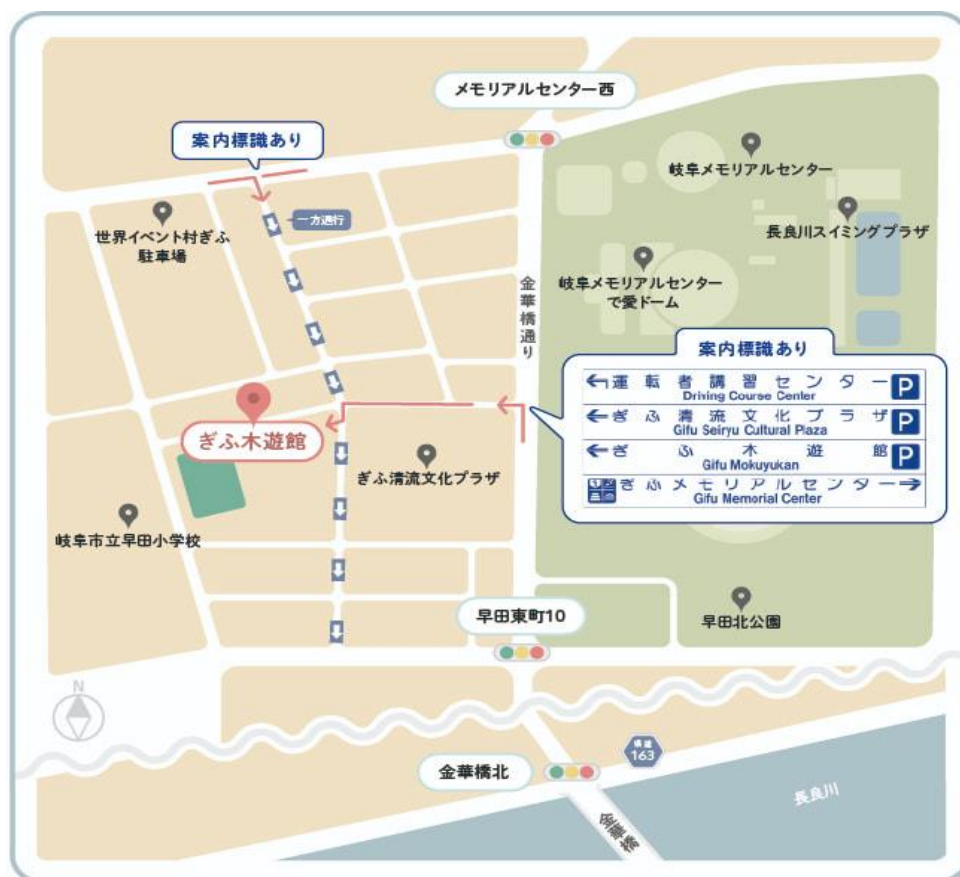 メモリアルセンター西
案内標識あり
岐阜メモリアルセンター
一方通行
世界イベント村ぎふ
駐車場
長良川スイミングプラザ
岐阜メモリアルセンター
で愛ドーム
金華橋通り
案内標識あり
運転者講習センター P
Driving Course Center
ぎふ清流文化プラザ P
Gifu Seiryu Cultural Plaza
ぎふ木遊館 P
Gifu Mokuyukan
ぎふメモリアルセンター
Gifu Memorial Center
ぎふ木遊館
ぎふ清流文化プラザ
岐阜市立早田小学校
早田東町10
早田北公園
N
金華橋北
県道
163
長良川
金華橋